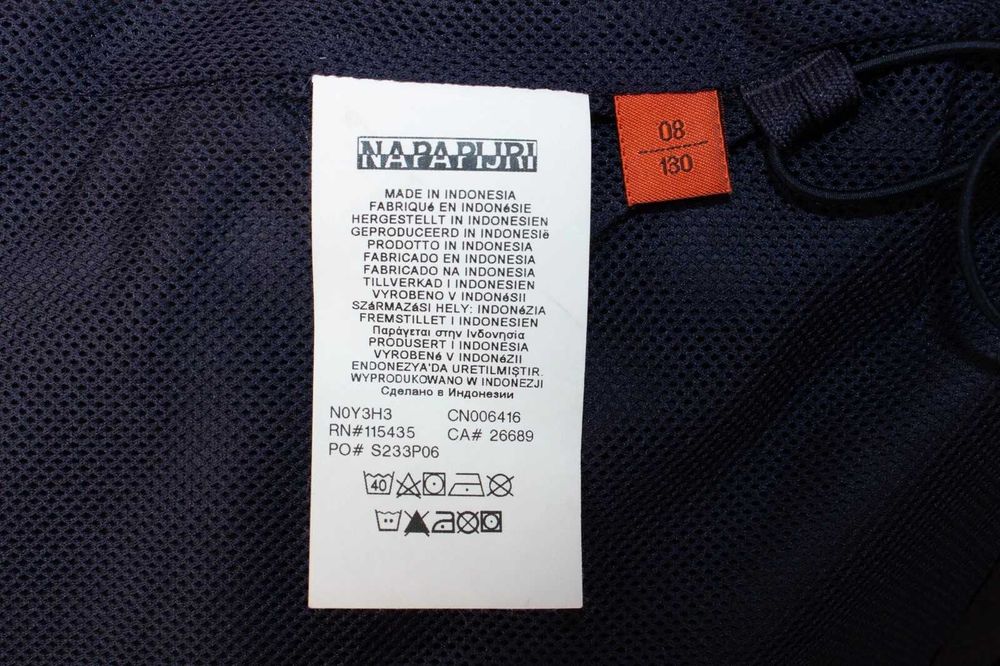 NAPAPIJRI
MADE IN INDONESIA
FABRIQUé EN INDONéSIE
HERGESTELLT IN INDONESIEN
GEPRODUCEERD IN INDONESIë
PRODOTTO IN INDONESIA
FABRICADO EN INDONESIA
FABRICADO NA INDONESIA
TILLVERKAD I INDONESIEN
VYROBENO V INDONéSII
SZáRMAZáSI HELY: INDONéZIA
FREMSTILLET I INDONESIEN
Παράγεται στην Ινδονησία
PRODUSERT I INDONESIA
VYROBENé V INDONéZII
ENDONEZYA'DA URETILMIŞTIR.
WYPRODUKOWANO W INDONEZJI
Сделано в Индонезии
N0Y3H3 CN006416
RN#115435 CA# 26689
PO# S233P06
40
08
130